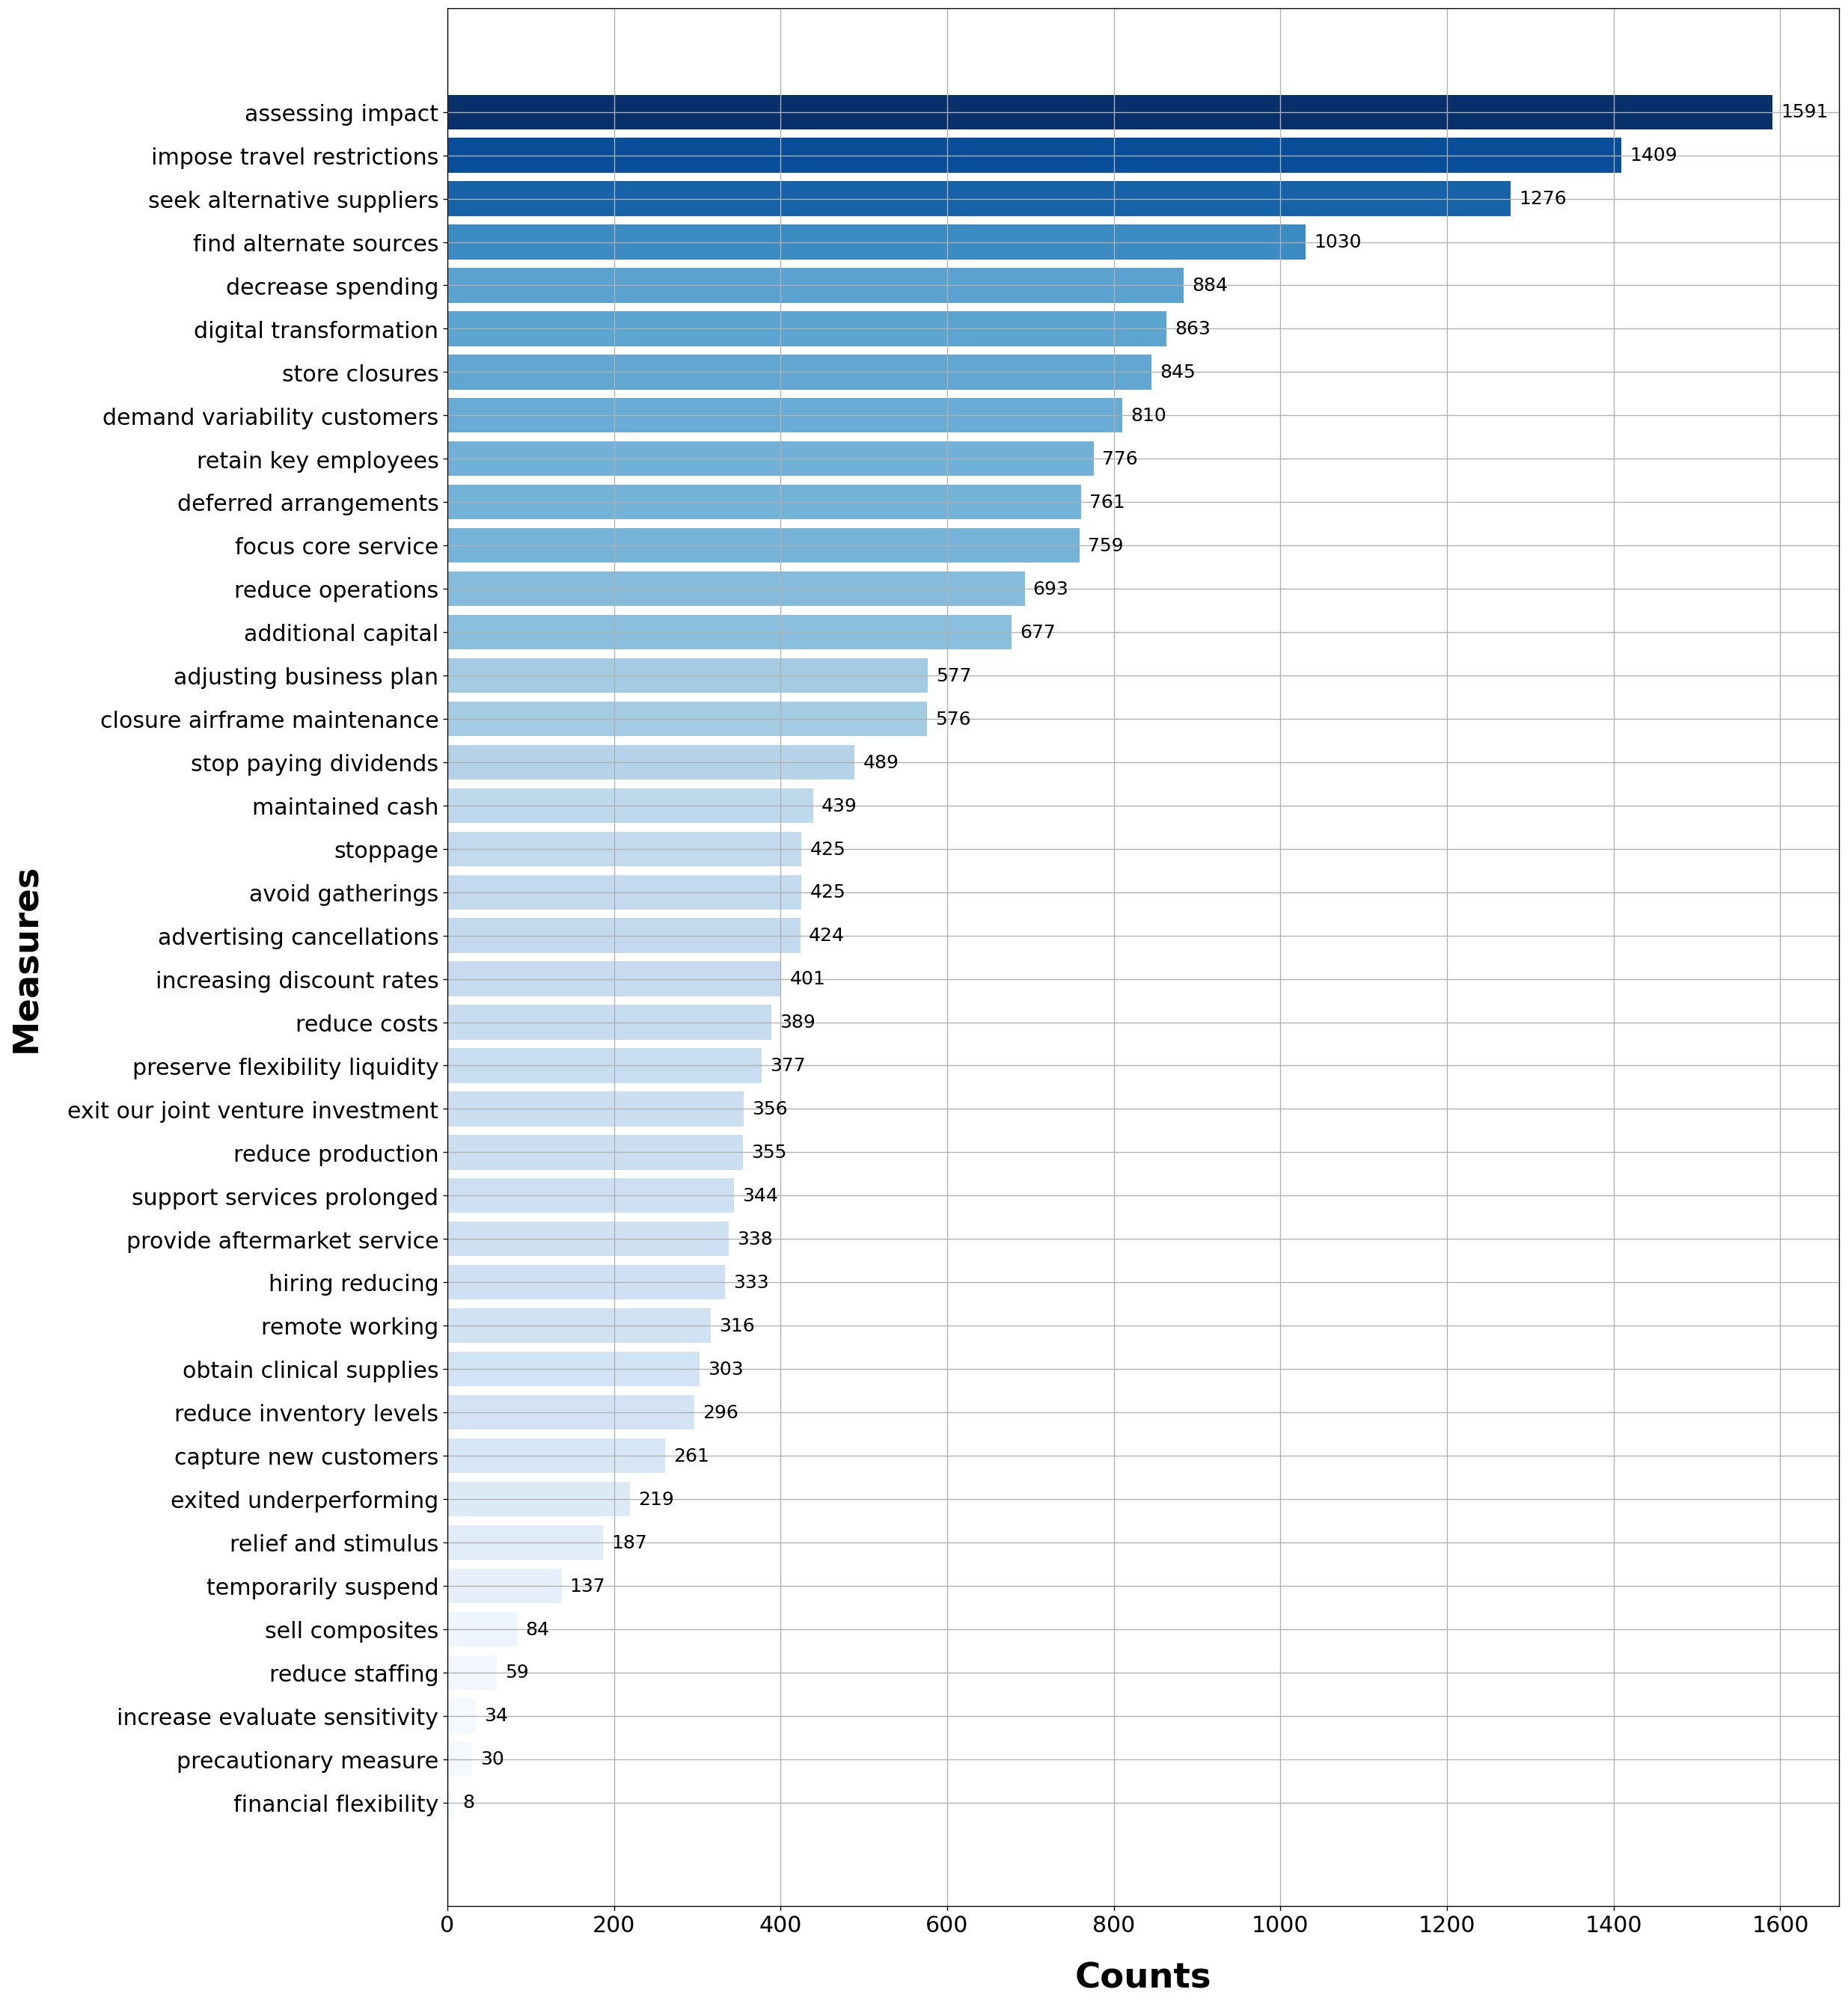 assessing impact 1591
impose travel restrictions 1409
seek alternative suppliers 1276
find alternate sources 1030
decrease spending 884
digital transformation 863
store closures 845
demand variability customers 810
retain key employees 776
deferred arrangements 761
focus core service 759
reduce operations 693
additional capital 677
adjusting business plan 577
closure airframe maintenance 576
stop paying dividends 489
maintained cash 439
stoppage 425
avoid gatherings 425
advertising cancellations 424
increasing discount rates 401
reduce costs 389
preserve flexibility liquidity 377
exit our joint venture investment 356
reduce production 355
support services prolonged 344
provide aftermarket service 338
hiring reducing 333
remote working 316
obtain clinical supplies 303
reduce inventory levels 296
capture new customers 261
exited underperforming 219
relief and stimulus 187
temporarily suspend 137
sell composites 84
reduce staffing 59
increase evaluate sensitivity 34
precautionary measure 30
financial flexibility 8
0 200 400 600 800 1000 1200 1400 1600
Counts
Measures